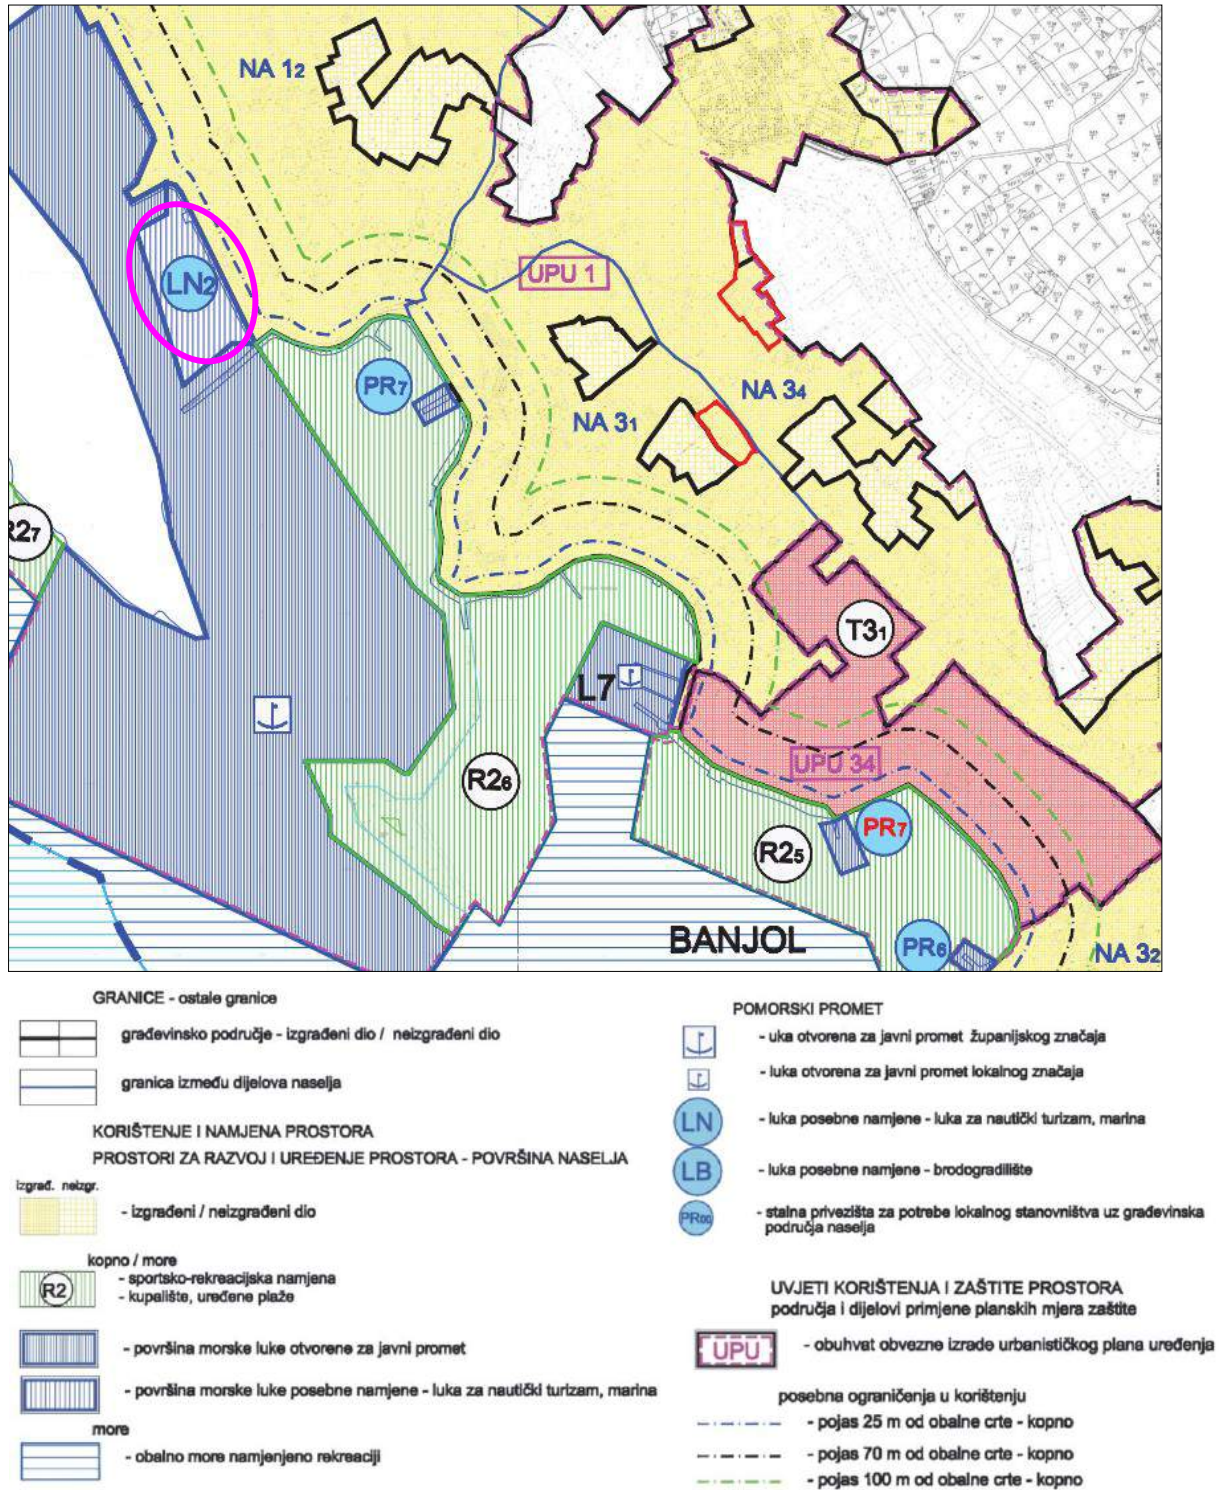 NA 12
LN2
UPU 1
PR7
NA 34
NA 31
R27
T31
L7
UPU 34
R26
PR7
R25
BANJOL
PR6
NA 32
GRANICE - ostale granice
građevinsko područje - izgrađeni dio / neizgrađeni dio
granica između dijelova naselja
KORIŠTENJE I NAMJENA PROSTORA
PROSTORI ZA RAZVOJ I UREĐENJE PROSTORA - POVRŠINA NASELJA
izgrađ. neizgr.
- izgrađeni / neizgrađeni dio
kopno / more
R2
- sportsko-rekreacijska namjena
- kupalište, uređene plaže
- površina morske luke otvorene za javni promet
- površina morske luke posebne namjene - luka za nautički turizam, marina
more
- obalno more namjenjeno rekreaciji
POMORSKI PROMET
- uka otvorena za javni promet županijskog značaja
- luka otvorena za javni promet lokalnog značaja
LN
- luka posebne namjene - luka za nautički turizam, marina
LB
- luka posebne namjene - brodogradilište
- stalna privezišta za potrebe lokalnog stanovništva uz građevinska
područja naselja
UVJETI KORIŠTENJA I ZAŠTITE PROSTORA
područja i dijelovi primjene planskih mjera zaštite
UPU
- obuhvat obvezne izrade urbanističkog plana uređenja
posebna ograničenja u korištenju
- pojas 25 m od obalne crte - kopno
- pojas 70 m od obalne crte - kopno
- pojas 100 m od obalne crte - kopno